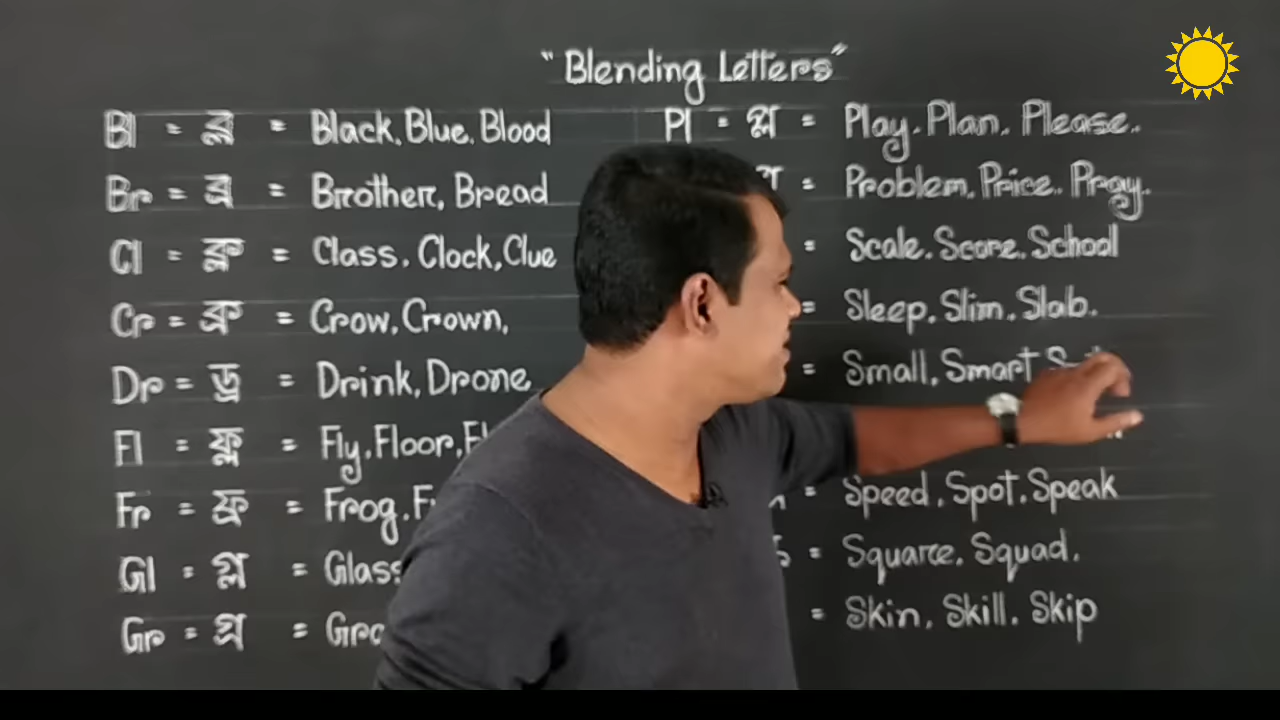 "Blending Letters"
Bl = ব্ল = Black, Blue, Blood
Br = ব্র = Brother, Bread
Cl = ক্ল = Class, Clock, Clue
Cr = ক্র = Crow, Crown,
Dr = ড্র = Drink, Drone
Fl = ফ্ল = Fly, Floor,
Fr = ফ্র = Frog,
Gl = গ্ল = Glass
Gr = গ্র =
Pl = প্ল = Play, Plan, Please.
= Problem, Price, Pray.
= Scale, Score, School
= Sleep, Slim, Slab.
= Small, Smart
= Speed, Spot, Speak
= Square, Squad.
= Skin, Skill, Skip